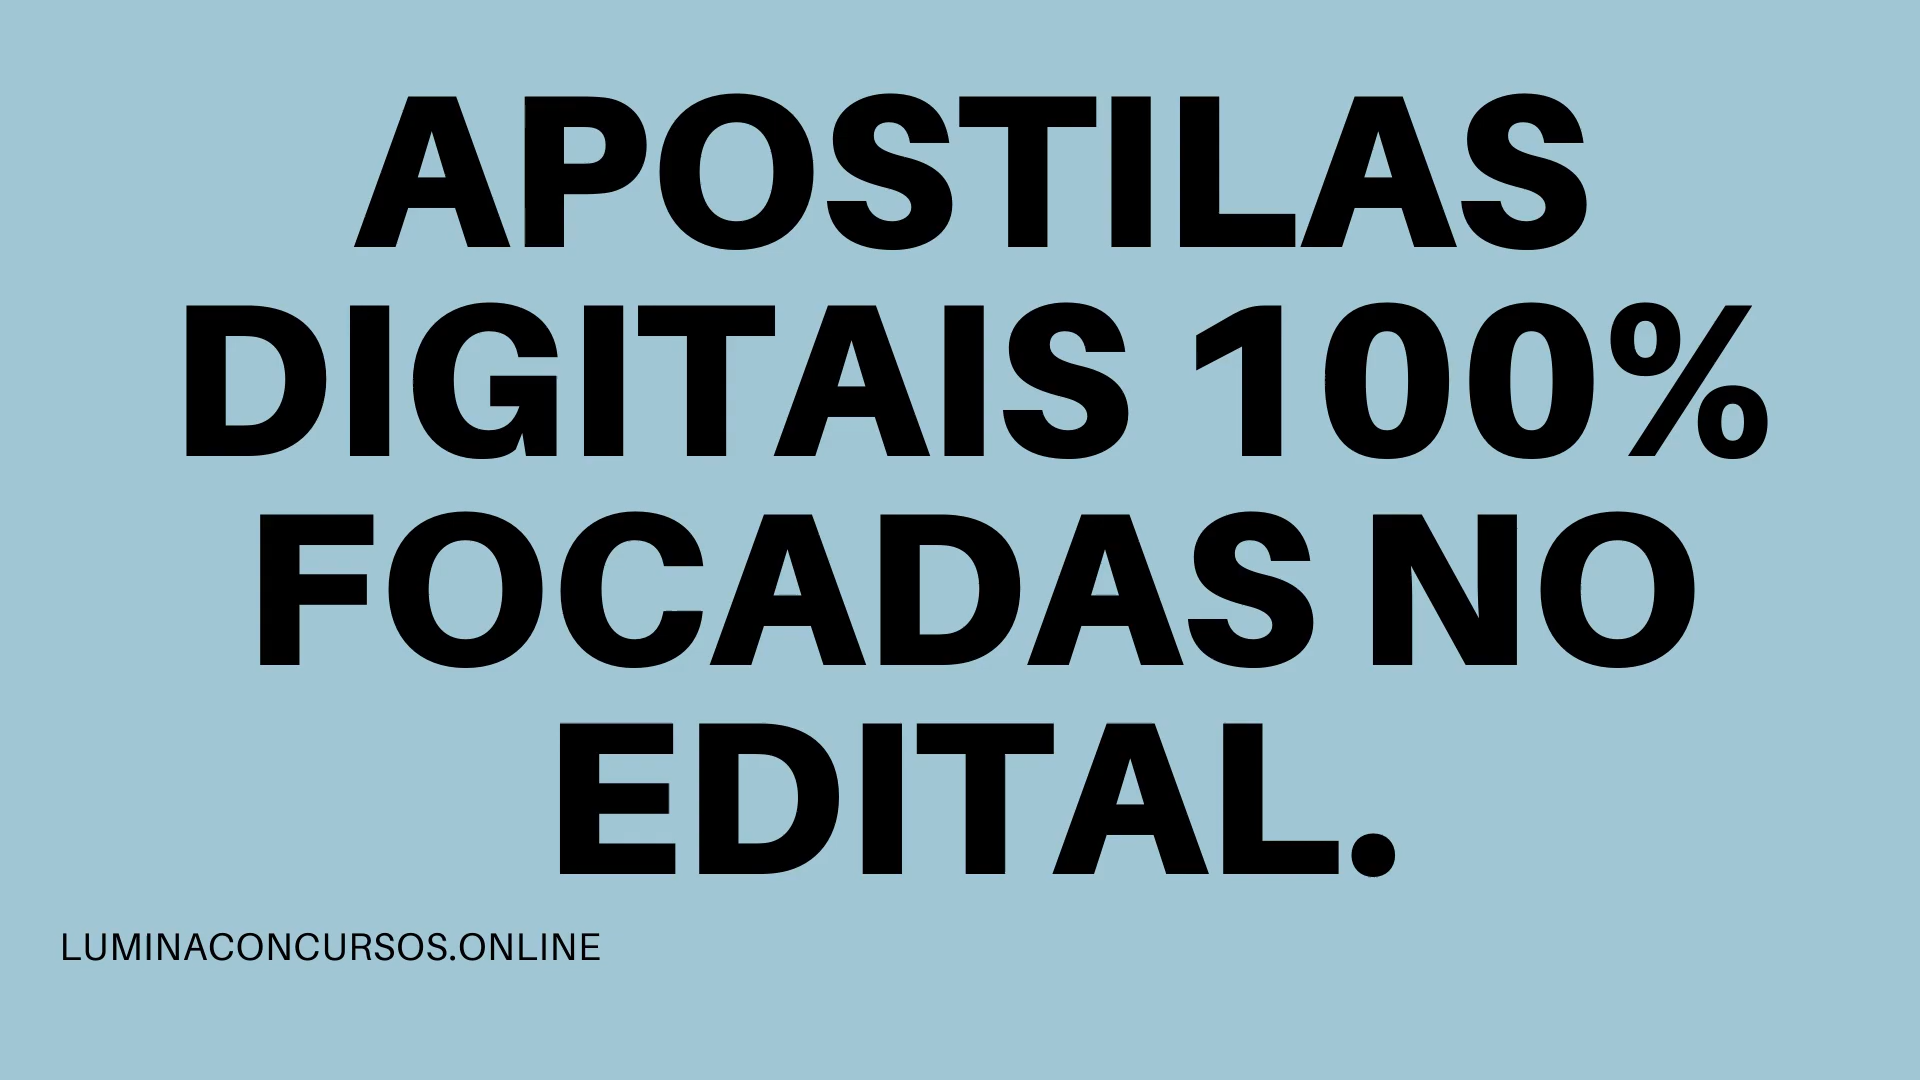 APOSTILAS
DIGITAIS 100%
FOCADAS NO
EDITAL.
LUMINACONCURSOS.ONLINE